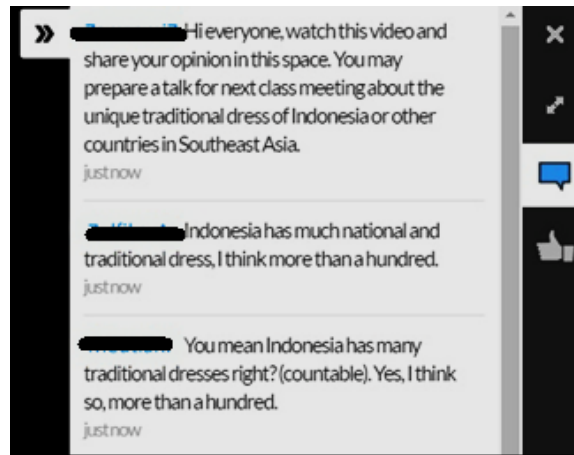 Hi everyone, watch this video and
share your opinion in this space. You may
prepare a talk for next class meeting about the
unique traditional dress of Indonesia or other
countries in Southeast Asia.
just now
Indonesia has much national and
traditional dress, I think more than a hundred.
just now
You mean Indonesia has many
traditional dresses right? (countable). Yes, I think
so, more than a hundred.
just now